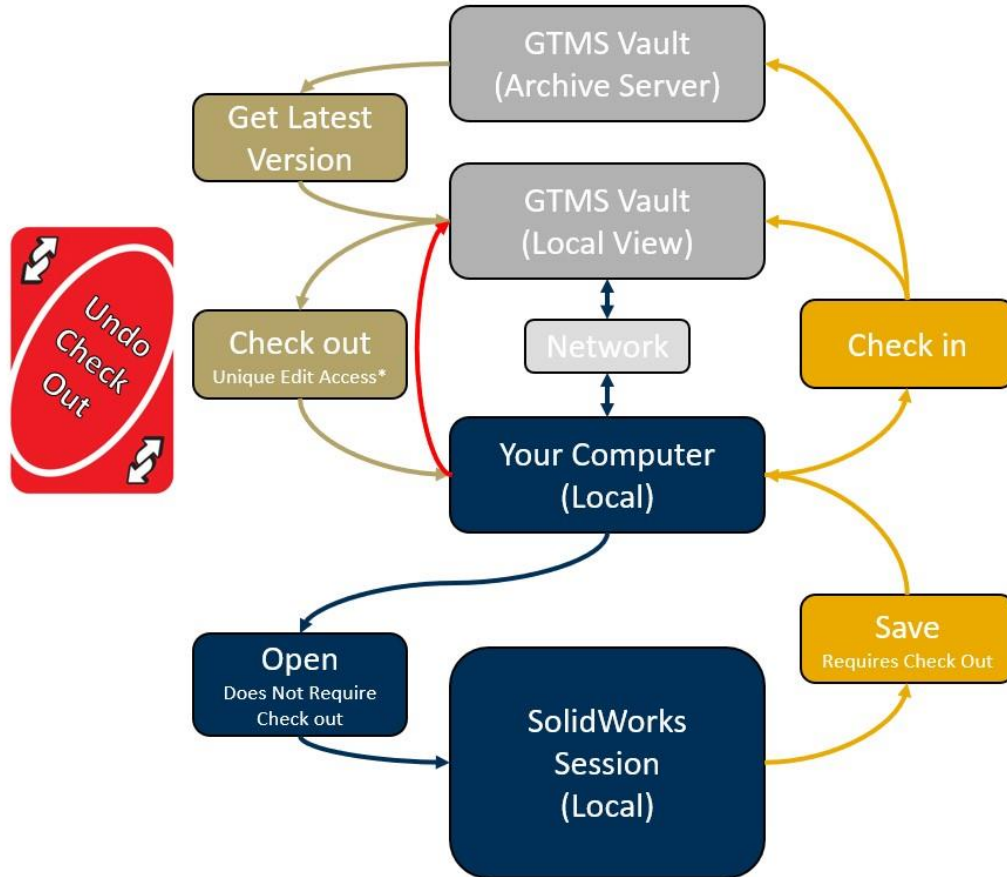 GTMS Vault
(Archive Server)
Get Latest
Version
GTMS Vault
(Local View)
Undo
Check
Out
Check out
Unique Edit Access*
Network
Check in
Your Computer
(Local)
Open
Does Not Require
Check out
Save
Requires Check Out
SolidWorks
Session
(Local)